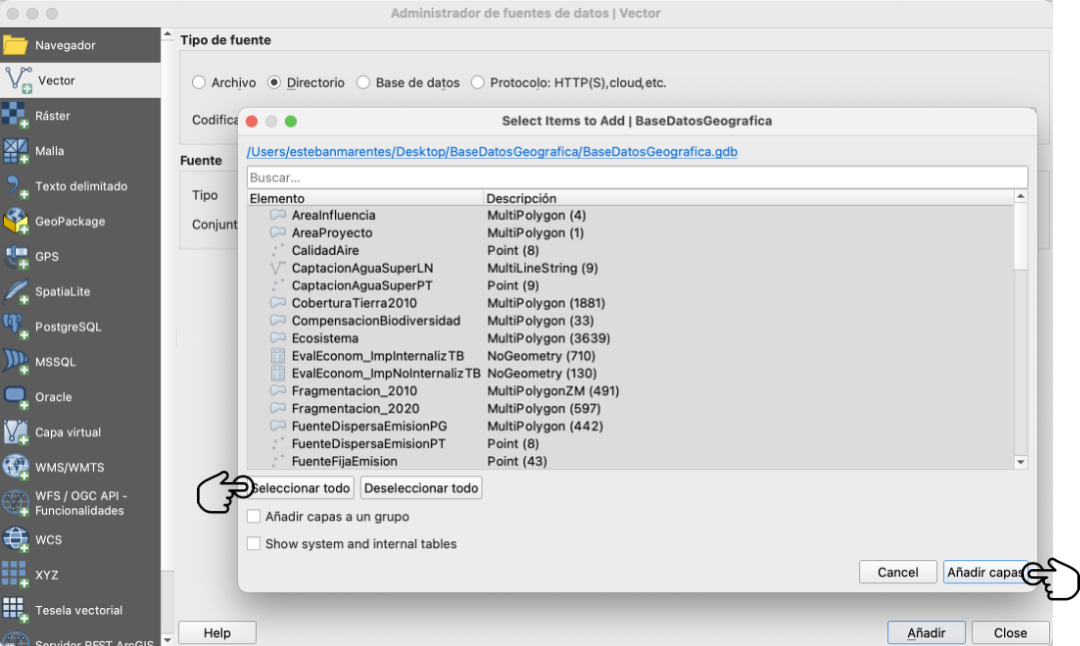 Administrador de fuentes de datos | Vector
Navegador
Vector
Ráster
Malla
Texto delimitado
GeoPackage
GPS
SpatiaLite
PostgreSQL
MSSQL
Oracle
Capa virtual
WMS/WMTS
WFS / OGC API -
Funcionalidades
WCS
XYZ
Tesela vectorial
Servidor REST ArcGIS
Tipo de fuente
Archivo Directorio Base de datos Protocolo: HTTP(S),cloud,etc.
Codifica
Fuente
Tipo
Conjunt
Select Items to Add | BaseDatosGeografica
/Users/estebanmarentes/Desktop/BaseDatosGeografica/BaseDatosGeografica.gdb
Buscar...
Elemento Descripción
AreaInfluencia MultiPolygon (4)
AreaProyecto MultiPolygon (1)
CalidadAire Point (8)
CaptacionAguaSuperLN MultiLineString (9)
CaptacionAguaSuperPT Point (9)
CoberturaTierra2010 MultiPolygon (1881)
CompensacionBiodiversidad MultiPolygon (33)
Ecosistema MultiPolygon (3639)
EvalEconom_ImpInternalizTB NoGeometry (710)
EvalEconom_ImpNoInternalizTB NoGeometry (130)
Fragmentacion_2010 MultiPolygonZM (491)
Fragmentacion_2020 MultiPolygon (597)
FuenteDispersaEmisionPG MultiPolygon (442)
FuenteDispersaEmisionPT Point (8)
FuenteFijaEmision Point (43)
Seleccionar todo Deseleccionar todo
Añadir capas a un grupo
Show system and internal tables
Cancel Añadir capas
Help Añadir Close